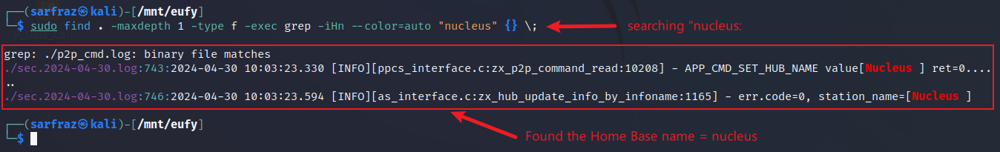 ┌──(sarfraz㉿kali)-[/mnt/eufy]
└─$ sudo find . -maxdepth 1 -type f -exec grep -iHn --color=auto "nucleus" {} \;
searching "nucleus:
grep: ./p2p_cmd.log: binary file matches
./sec.2024-04-30.log:743:2024-04-30 10:03:23.330 [INFO][ppcs_interface.c:zx_p2p_command_read:10208] - APP_CMD_SET_HUB_NAME value[Nucleus ] ret=0....
..
./sec.2024-04-30.log:746:2024-04-30 10:03:23.594 [INFO][as_interface.c:zx_hub_update_info_by_infoname:1165] - err.code=0, station_name=[Nucleus ]
┌──(sarfraz㉿kali)-[/mnt/eufy]
└─$
Found the Home Base name = nucleus